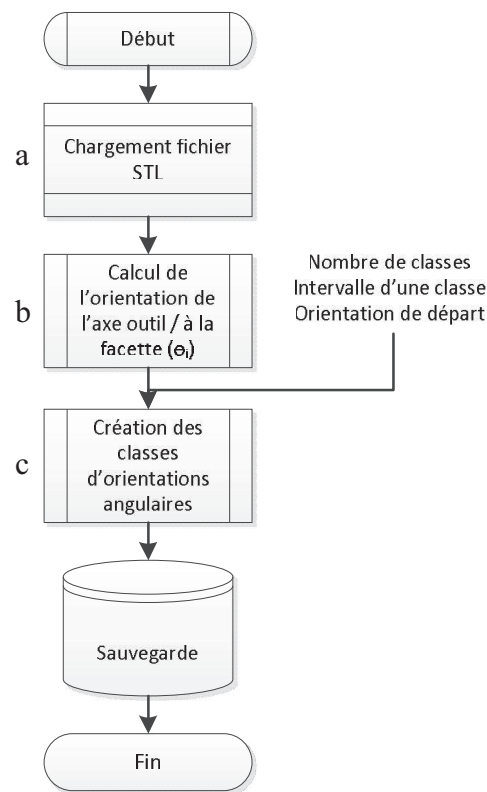 Début
a
Chargement fichier
STL
b
Calcul de
l'orientation de
l'axe outil / à la
facette (ɵi)
Nombre de classes
Intervalle d'une classe
Orientation de départ
c
Création des
classes
d'orientations
angulaires
Sauvegarde
Fin